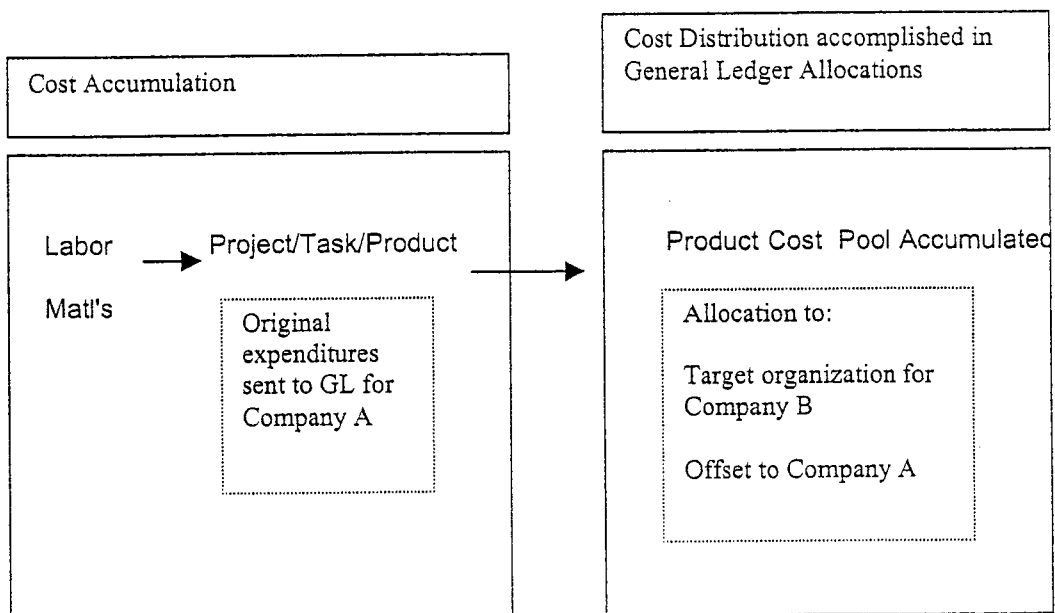 Cost Accumulation
Cost Distribution accomplished in
General Ledger Allocations
Labor
Matl's
Project/Task/Product
Original
expenditures
sent to GL for
Company A
Product Cost Pool Accumulated
Allocation to:
Target organization for
Company B
Offset to Company A